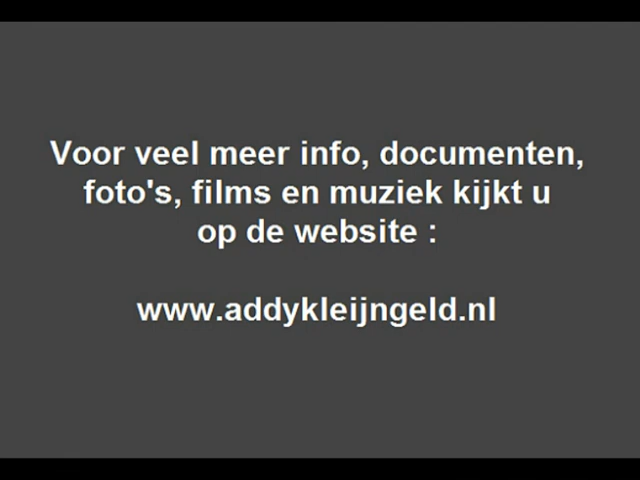 Voor veel meer info, documenten,
foto's, films en muziek kijkt u
op de website :
www.addykleijngeld.nl